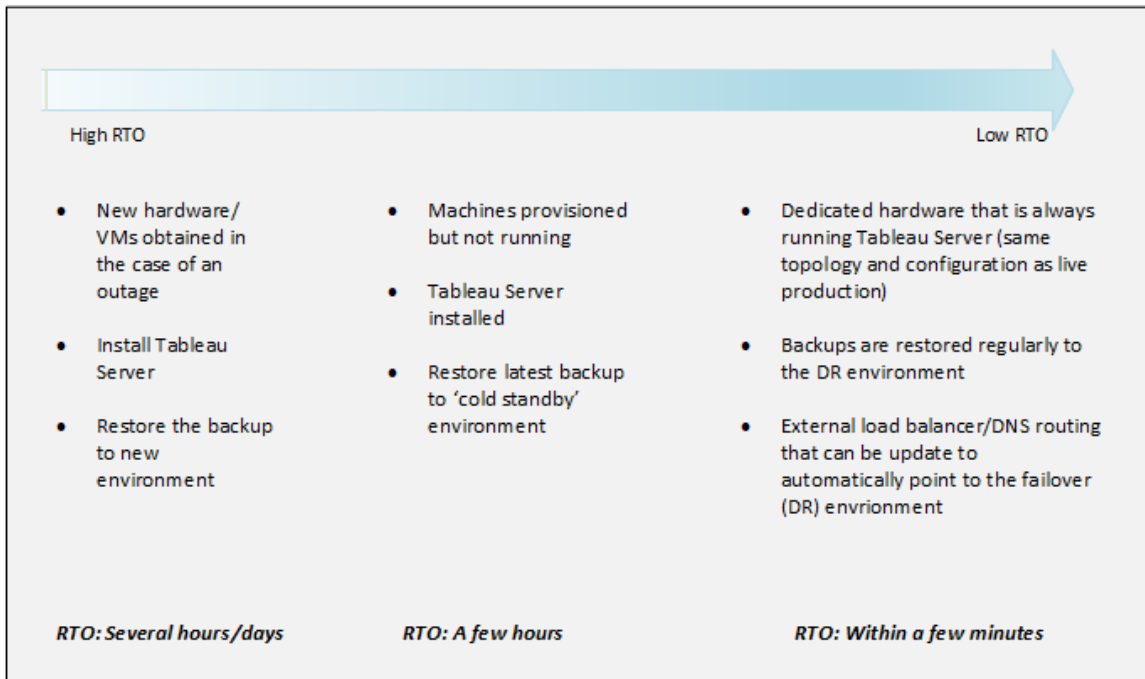 High RTO
Low RTO
● New hardware/
VMs obtained in
the case of an
outage
● Install Tableau
Server
● Restore the backup
to new
environment
● Machines provisioned
but not running
● Tableau Server
installed
● Restore latest backup
to ‘cold standby’
environment
● Dedicated hardware that is always
running Tableau Server (same
topology and configuration as live
production)
● Backups are restored regularly to
the DR environment
● External load balancer/DNS routing
that can be update to
automatically point to the failover
(DR) envrionment
RTO: Several hours/days
RTO: A few hours
RTO: Within a few minutes